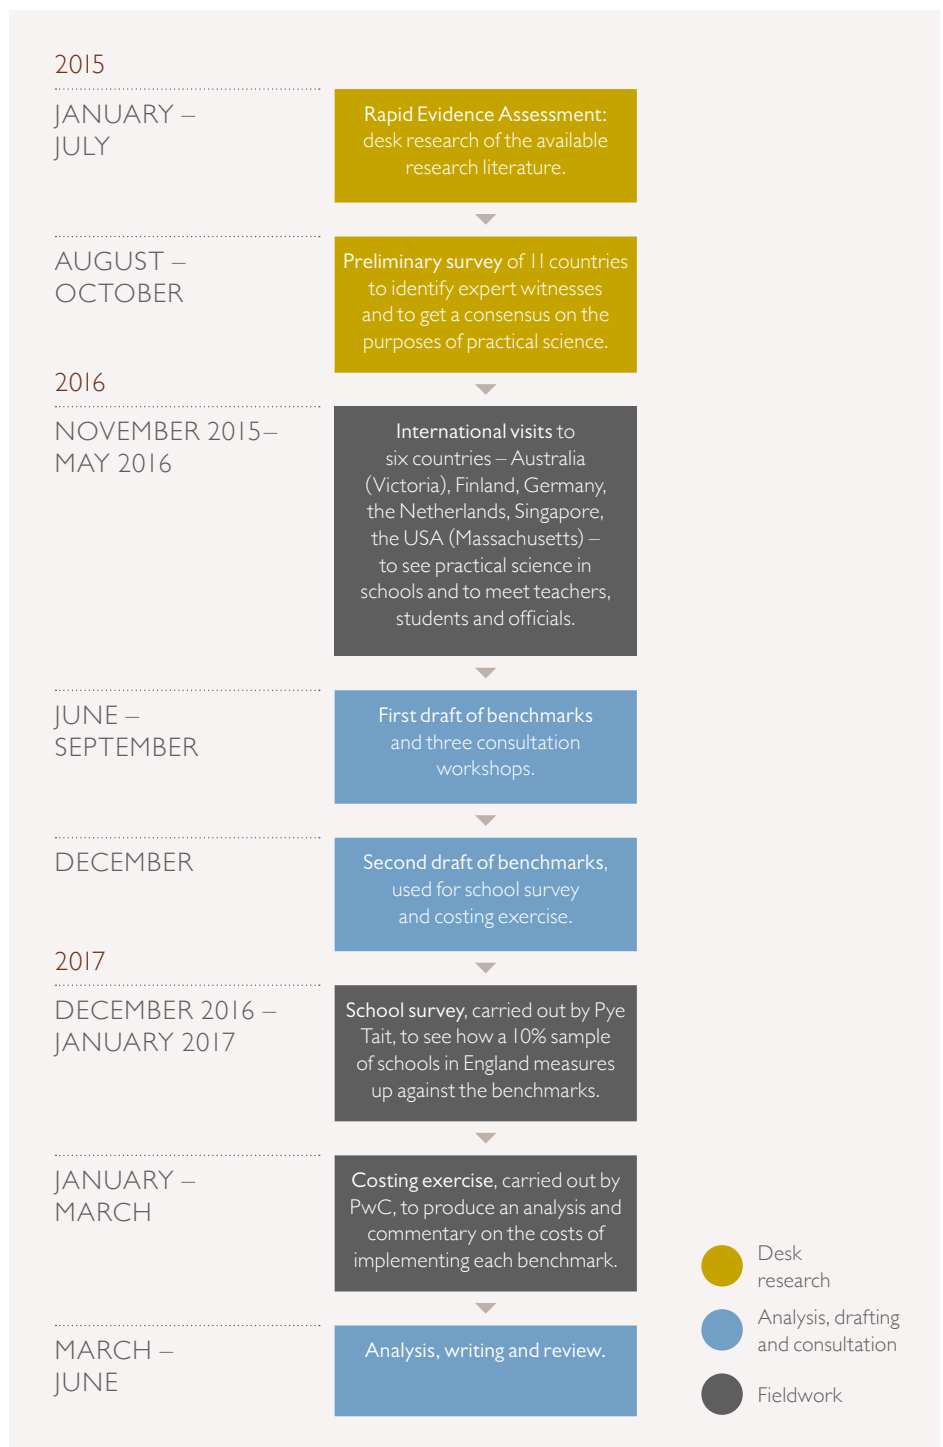 2015
JANUARY –
JULY
Rapid Evidence Assessment:
desk research of the available
research literature.
AUGUST –
OCTOBER
Preliminary survey of 11 countries
to identify expert witnesses
and to get a consensus on the
purposes of practical science.
2016
NOVEMBER 2015–
MAY 2016
International visits to
six countries – Australia
(Victoria), Finland, Germany,
the Netherlands, Singapore,
the USA (Massachusetts) –
to see practical science in
schools and to meet teachers,
students and officials.
JUNE –
SEPTEMBER
First draft of benchmarks
and three consultation
workshops.
DECEMBER
Second draft of benchmarks,
used for school survey
and costing exercise.
2017
DECEMBER 2016 –
JANUARY 2017
School survey, carried out by Pye
Tait, to see how a 10% sample
of schools in England measures
up against the benchmarks.
JANUARY –
MARCH
Costing exercise, carried out by
PwC, to produce an analysis and
commentary on the costs of
implementing each benchmark.
MARCH –
JUNE
Analysis, writing and review.
Desk
research
Analysis, drafting
and consultation
Fieldwork